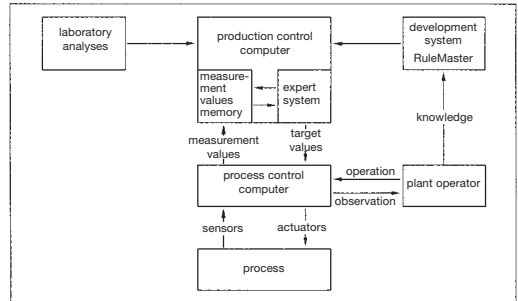 laboratory
analyses
production control
computer
development
system
RuleMaster
measure-
ment
values
memory
expert
system
knowledge
measurement
values
target
values
process control
computer
operation
observation
plant operator
sensors
actuators
process